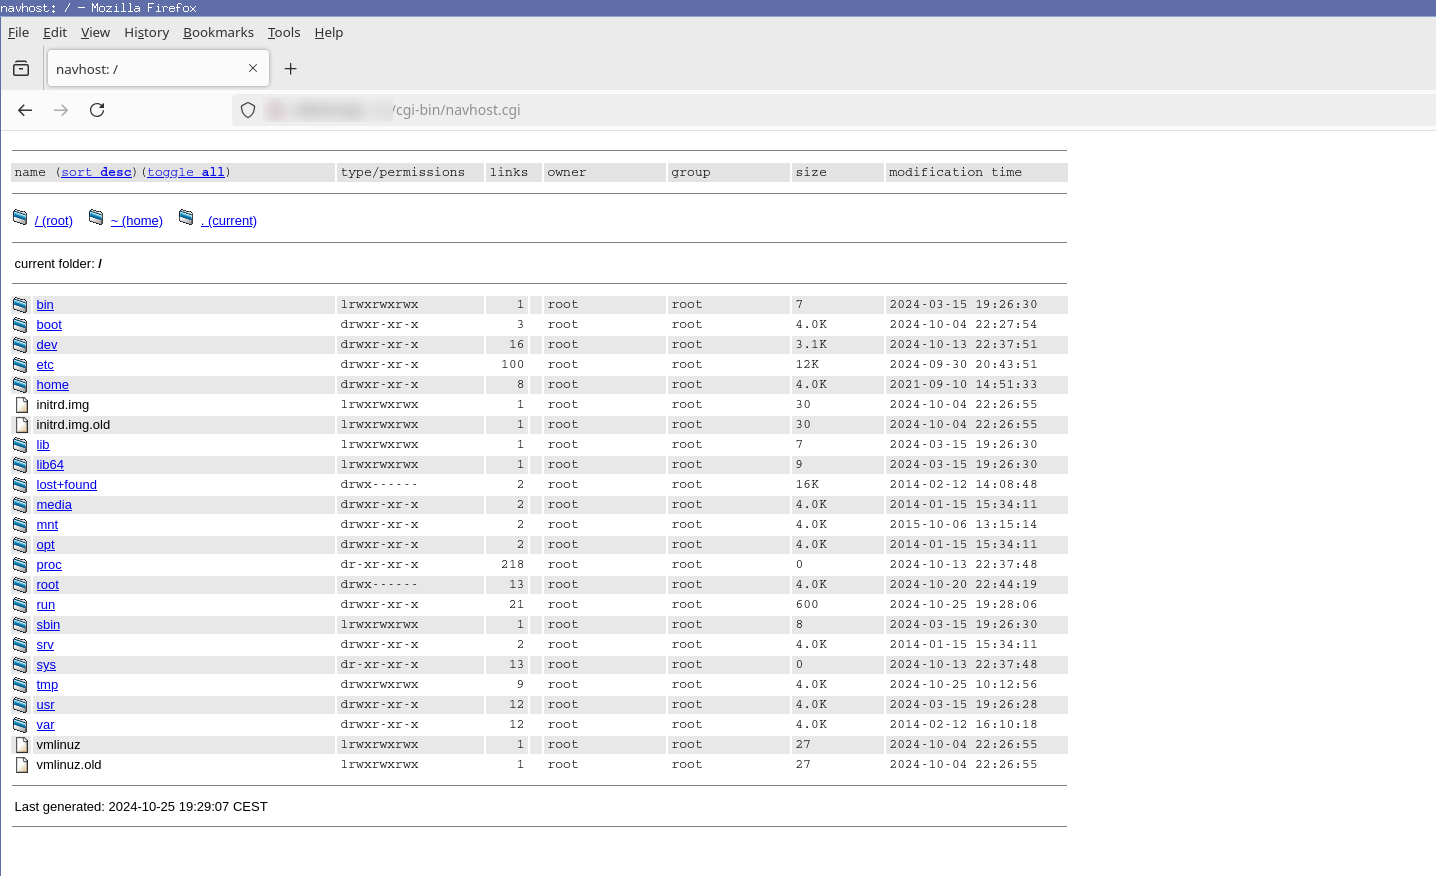 navhost: / — Mozilla Firefox
File Edit View History Bookmarks Tools Help
navhost: /
/cgi-bin/navhost.cgi
name (sort desc)(toggle all) type/permissions links owner group size modification time
/ (root) ~ (home) . (current)
current folder: /
bin lrwxrwxrwx 1 root root 7 2024-03-15 19:26:30
boot drwxr-xr-x 3 root root 4.0K 2024-10-04 22:27:54
dev drwxr-xr-x 16 root root 3.1K 2024-10-13 22:37:51
etc drwxr-xr-x 100 root root 12K 2024-09-30 20:43:51
home drwxr-xr-x 8 root root 4.0K 2021-09-10 14:51:33
initrd.img lrwxrwxrwx 1 root root 30 2024-10-04 22:26:55
initrd.img.old lrwxrwxrwx 1 root root 30 2024-10-04 22:26:55
lib lrwxrwxrwx 1 root root 7 2024-03-15 19:26:30
lib64 lrwxrwxrwx 1 root root 9 2024-03-15 19:26:30
lost+found drwx------ 2 root root 16K 2014-02-12 14:08:48
media drwxr-xr-x 2 root root 4.0K 2014-01-15 15:34:11
mnt drwxr-xr-x 2 root root 4.0K 2015-10-06 13:15:14
opt drwxr-xr-x 2 root root 4.0K 2014-01-15 15:34:11
proc dr-xr-xr-x 218 root root 0 2024-10-13 22:37:48
root drwx------ 13 root root 4.0K 2024-10-20 22:44:19
run drwxr-xr-x 21 root root 600 2024-10-25 19:28:06
sbin lrwxrwxrwx 1 root root 8 2024-03-15 19:26:30
srv drwxr-xr-x 2 root root 4.0K 2014-01-15 15:34:11
sys dr-xr-xr-x 13 root root 0 2024-10-13 22:37:48
tmp drwxrwxrwx 9 root root 4.0K 2024-10-25 10:12:56
usr drwxr-xr-x 12 root root 4.0K 2024-03-15 19:26:28
var drwxr-xr-x 12 root root 4.0K 2014-02-12 16:10:18
vmlinuz lrwxrwxrwx 1 root root 27 2024-10-04 22:26:55
vmlinuz.old lrwxrwxrwx 1 root root 27 2024-10-04 22:26:55
Last generated: 2024-10-25 19:29:07 CEST